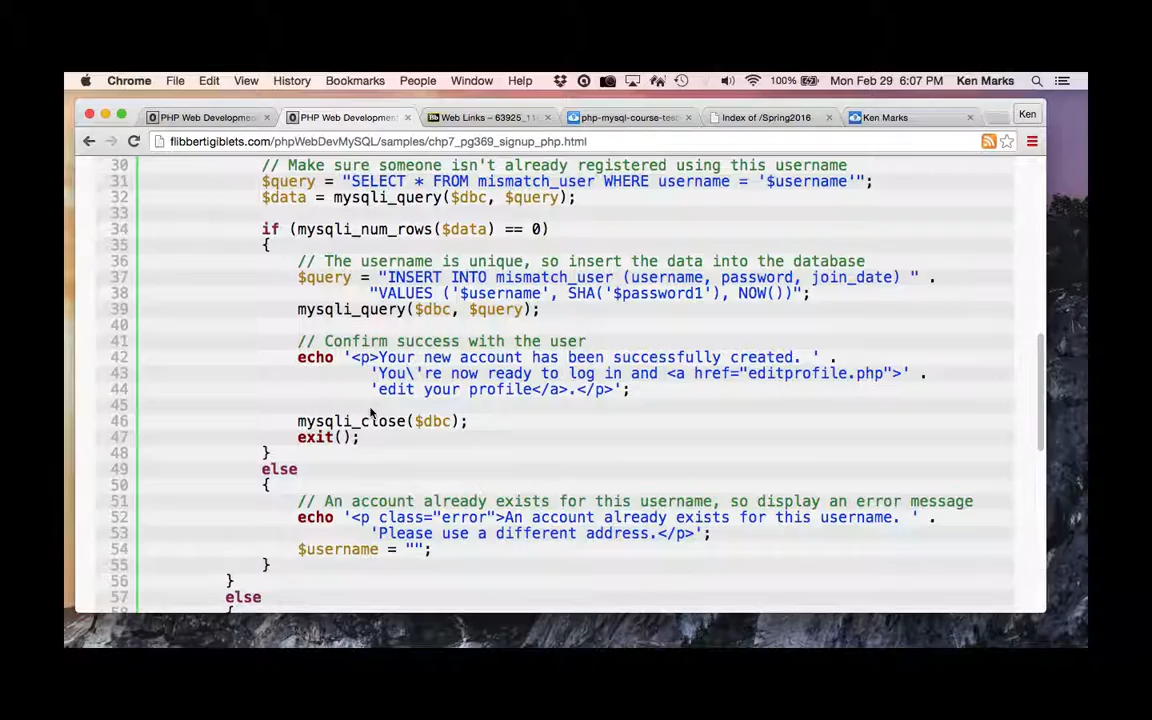 Chrome File Edit View History Bookmarks People Window Help 100% Mon Feb 29 6:07 PM Ken Marks
PHP Web Developmen × PHP Web Developmen × Web Links – 63925_11 × php-mysql-course-test × Index of /Spring2016 × Ken Marks × Ken
flibbertigiblets.com/phpWebDevMySQL/samples/chp7_pg369_signup_php.html
30 // Make sure someone isn't already registered using this username
31 $query = "SELECT * FROM mismatch_user WHERE username = '$username'";
32 $data = mysqli_query($dbc, $query);
33
34 if (mysqli_num_rows($data) == 0)
35 {
36 // The username is unique, so insert the data into the database
37 $query = "INSERT INTO mismatch_user (username, password, join_date) " .
38 "VALUES ('$username', SHA('$password1'), NOW())";
39 mysqli_query($dbc, $query);
40
41 // Confirm success with the user
42 echo '<p>Your new account has been successfully created. ' .
43 'You\'re now ready to log in and <a href="editprofile.php">' .
44 'edit your profile</a>.</p>';
45
46 mysqli_close($dbc);
47 exit();
48 }
49 else
50 {
51 // An account already exists for this username, so display an error message
52 echo '<p class="error">An account already exists for this username. ' .
53 'Please use a different address.</p>';
54 $username = "";
55 }
56 }
57 else
58 {